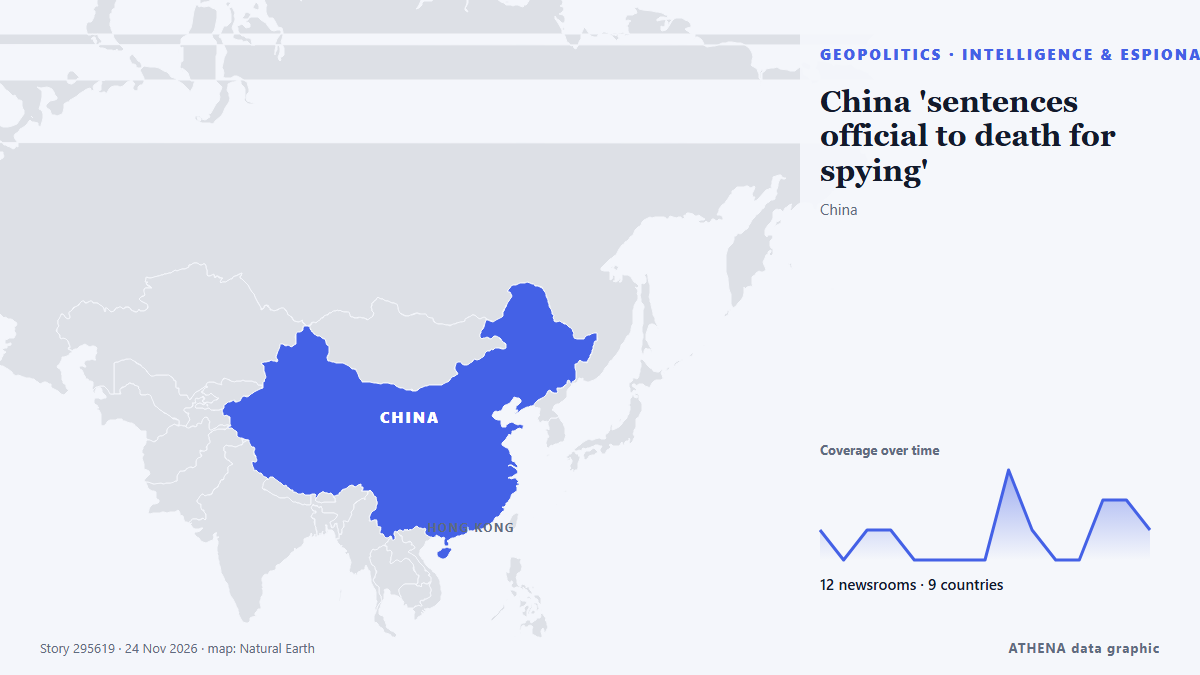 GEOPOLITICS · INTELLIGENCE & ESPIONA
China 'sentences
official to death for
spying'
China
CHINA
HONG KONG
Coverage over time
12 newsrooms · 9 countries
Story 295619 · 24 Nov 2026 · map: Natural Earth
ATHENA data graphic